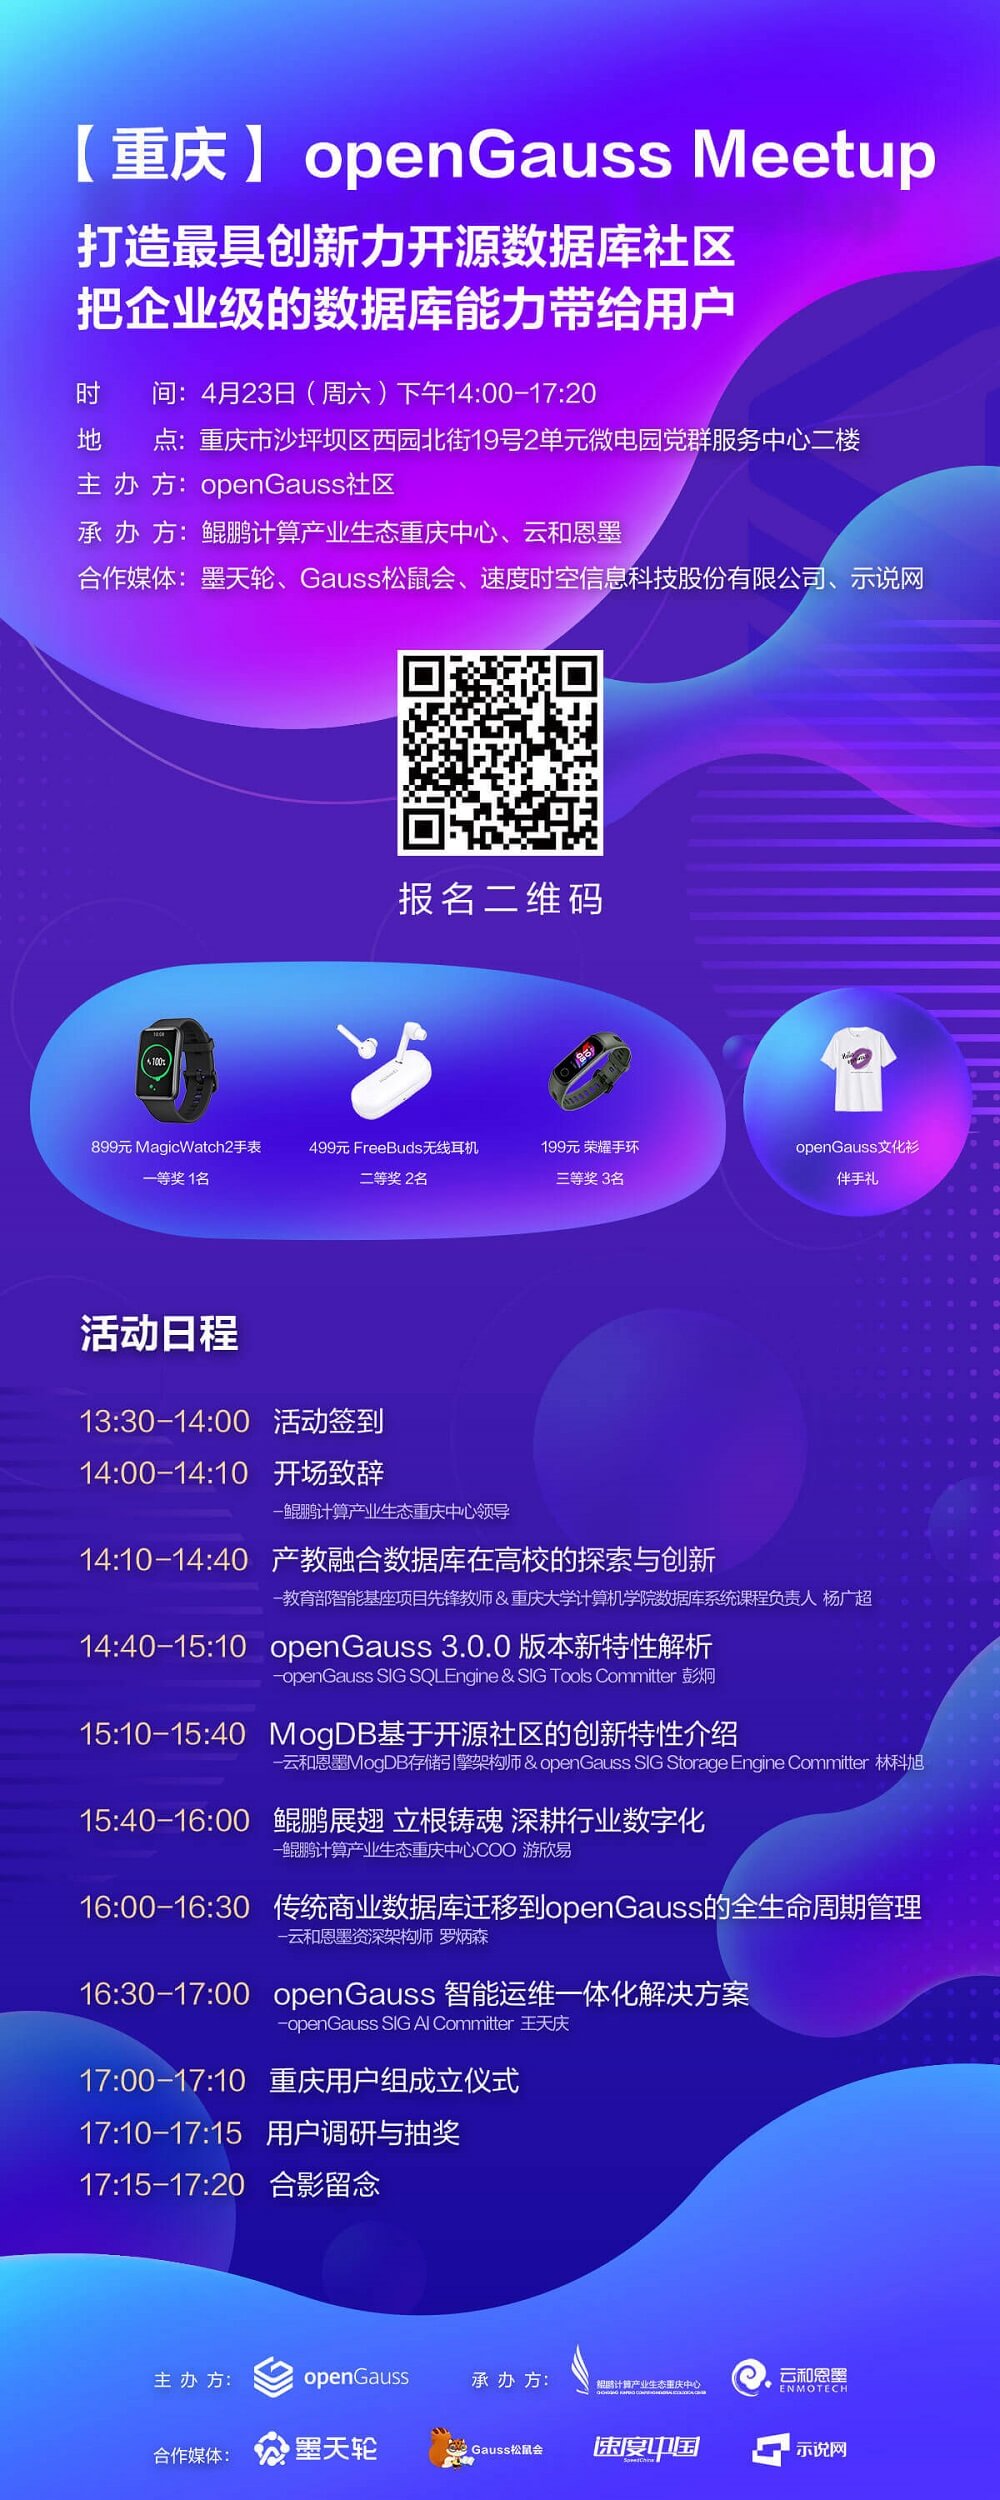 【重庆】 openGauss Meetup
打造最具创新力开源数据库社区
把企业级的数据库能力带给用户
时 间：4月23日（周六）下午14:00-17:20
地 点：重庆市沙坪坝区西园北街19号2单元微电园党群服务中心二楼
主 办 方：openGauss社区
承 办 方：鲲鹏计算产业生态重庆中心、云和恩墨
合作媒体：墨天轮、Gauss松鼠会、速度时空信息科技股份有限公司、示说网
报名二维码
899元 MagicWatch2手表
一等奖 1名
499元 FreeBuds无线耳机
二等奖 2名
199元 荣耀手环
三等奖 3名
openGauss文化衫
伴手礼
活动日程
13:30-14:00 活动签到
14:00-14:10 开场致辞
-鲲鹏计算产业生态重庆中心领导
14:10-14:40 产教融合数据库在高校的探索与创新
-教育部智能基座项目先锋教师 & 重庆大学计算机学院数据库系统课程负责人 杨广超
14:40-15:10 openGauss 3.0.0 版本新特性解析
-openGauss SIG SQLEngine & SIG Tools Committer 彭炯
15:10-15:40 MogDB基于开源社区的创新特性介绍
-云和恩墨MogDB存储引擎架构师 & openGauss SIG Storage Engine Committer 林科旭
15:40-16:00 鲲鹏展翅 立根铸魂 深耕行业数字化
-鲲鹏计算产业生态重庆中心COO 游欣易
16:00-16:30 传统商业数据库迁移到openGauss的全生命周期管理
-云和恩墨资深架构师 罗炳森
16:30-17:00 openGauss 智能运维一体化解决方案
-openGauss SIG AI Committer 王天庆
17:00-17:10 重庆用户组成立仪式
17:10-17:15 用户调研与抽奖
17:15-17:20 合影留念
主 办 方： openGauss
承 办 方： 鲲鹏计算产业生态重庆中心
云和恩墨
ENMOTECH
合作媒体： 墨天轮 Gauss松鼠会 速度中国 示说网
SpeedChina